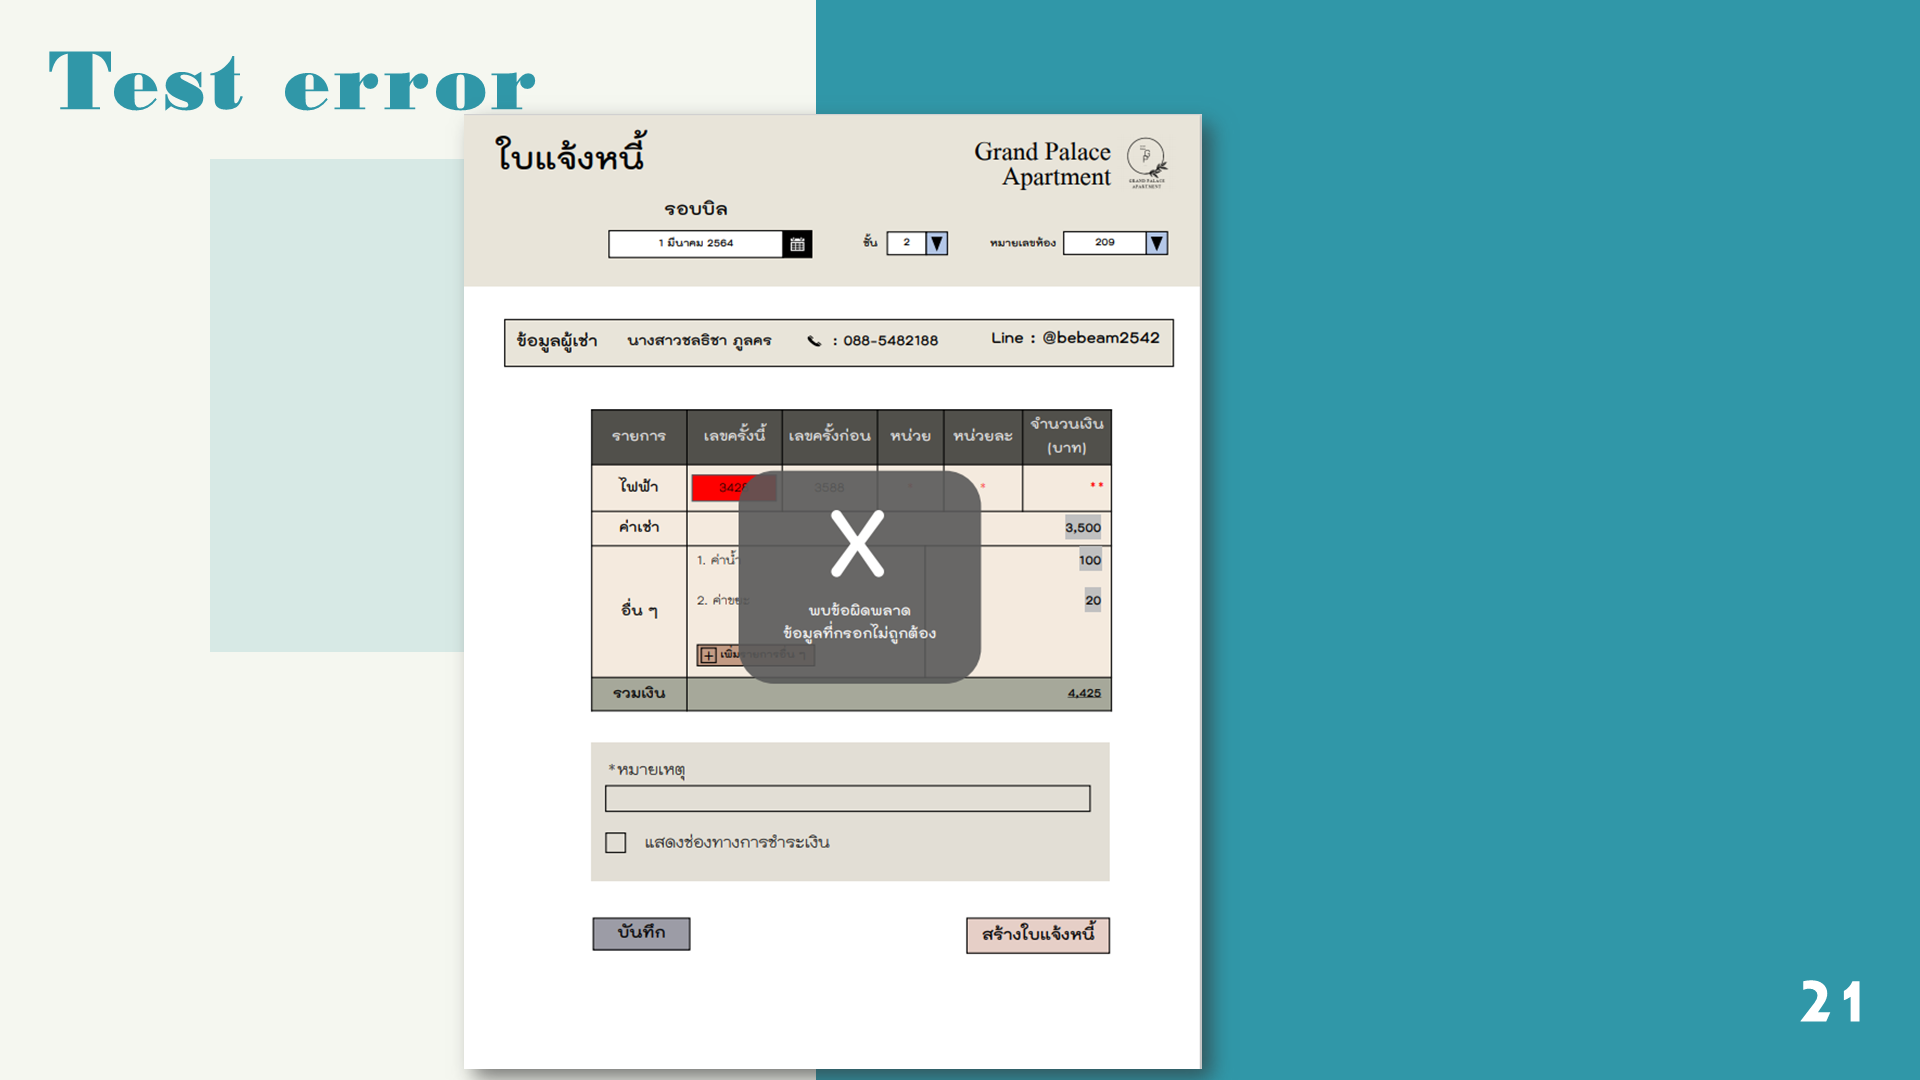 Test error
ใบแจ้งหนี้
Grand Palace
Apartment
GRAND PALACE
APARTMENT
รอบบิล
1 มีนาคม 2564
ชั้น 2 หมายเลขห้อง 209
ข้อมูลผู้เช่า นางสาวชลธิชา ภูลคร : 088-5482188 Line : @bebeam2542
รายการ เลขครั้งนี้ เลขครั้งก่อน หน่วย หน่วยละ จำนวนเงิน
(บาท)
ไฟฟ้า 3428 3588 * **
ค่าเช่า 3,500
1. ค่าน้ำ 100
2. ค่าขยะ 20
อื่น ๆ
เพิ่มรายการอื่น ๆ
X
พบข้อผิดพลาด
ข้อมูลที่กรอกไม่ถูกต้อง
รวมเงิน 4,425
*หมายเหตุ
แสดงช่องทางการชำระเงิน
บันทึก สร้างใบแจ้งหนี้
21